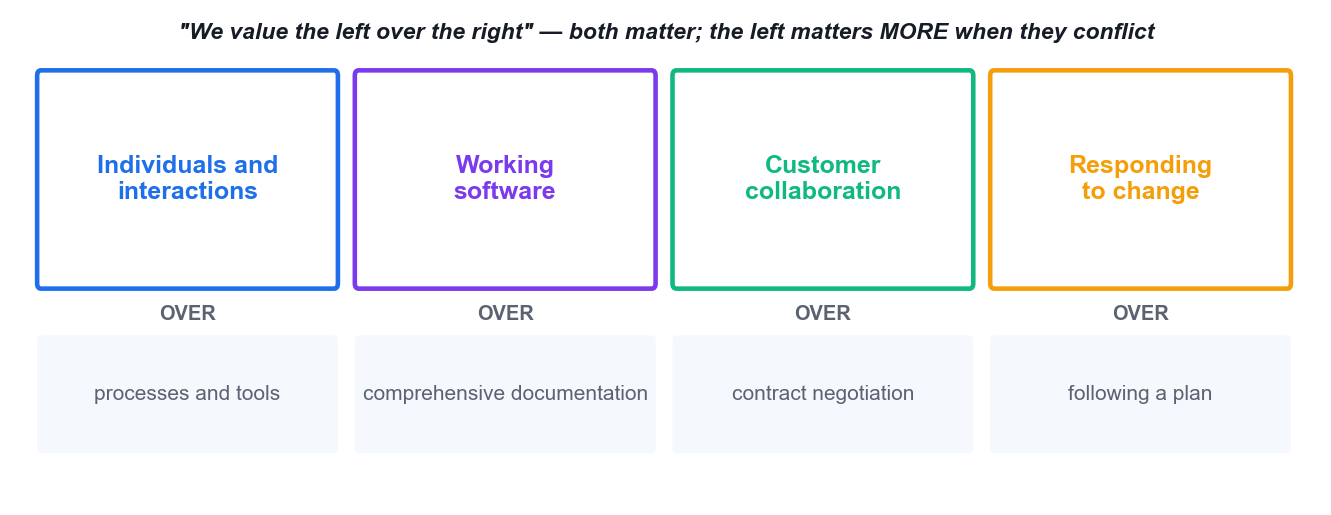 "We value the left over the right" — both matter; the left matters MORE when they conflict
Individuals and
interactions
OVER
processes and tools
Working
software
OVER
comprehensive documentation
Customer
collaboration
OVER
contract negotiation
Responding
to change
OVER
following a plan